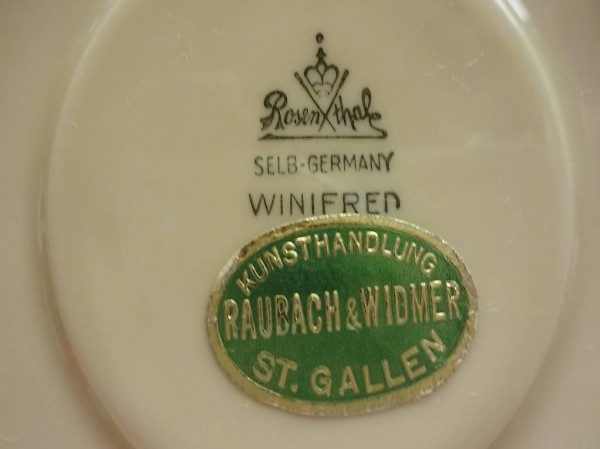 Rosenthal
SELB-GERMANY
WINIFRED
KUNSTHANDLUNG
RAUBACH & WIDMER
ST. GALLEN